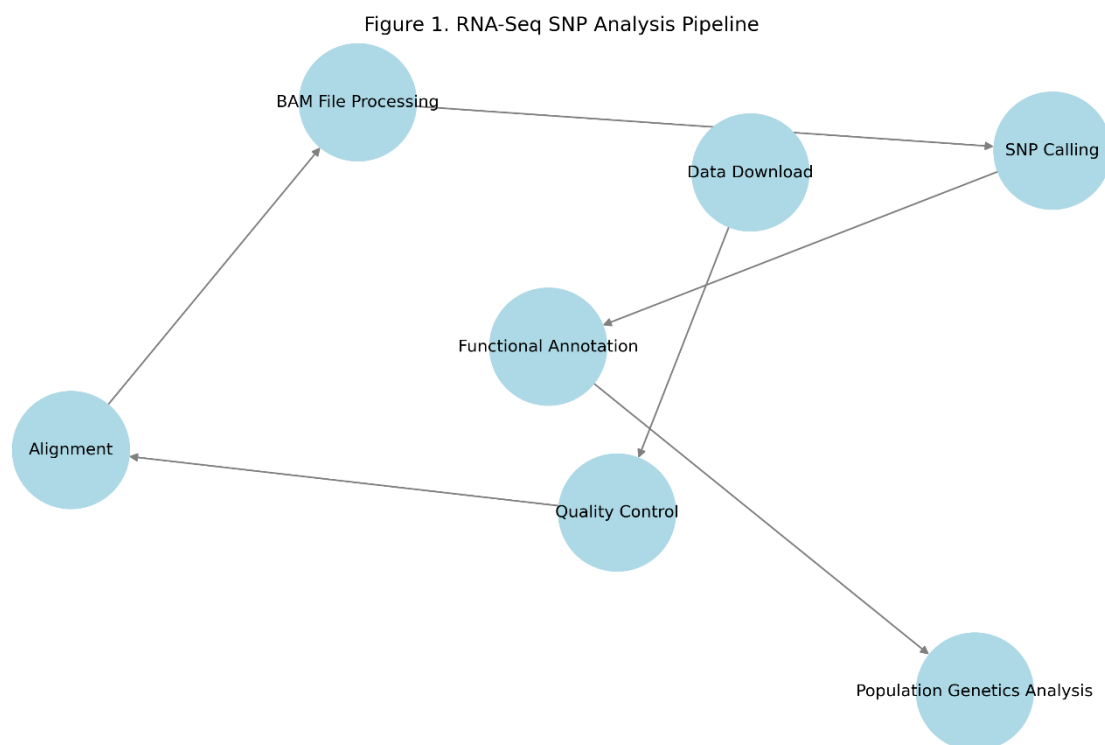 Figure 1. RNA-Seq SNP Analysis Pipeline
BAM File Processing
SNP Calling
Data Download
Functional Annotation
Alignment
Quality Control
Population Genetics Analysis